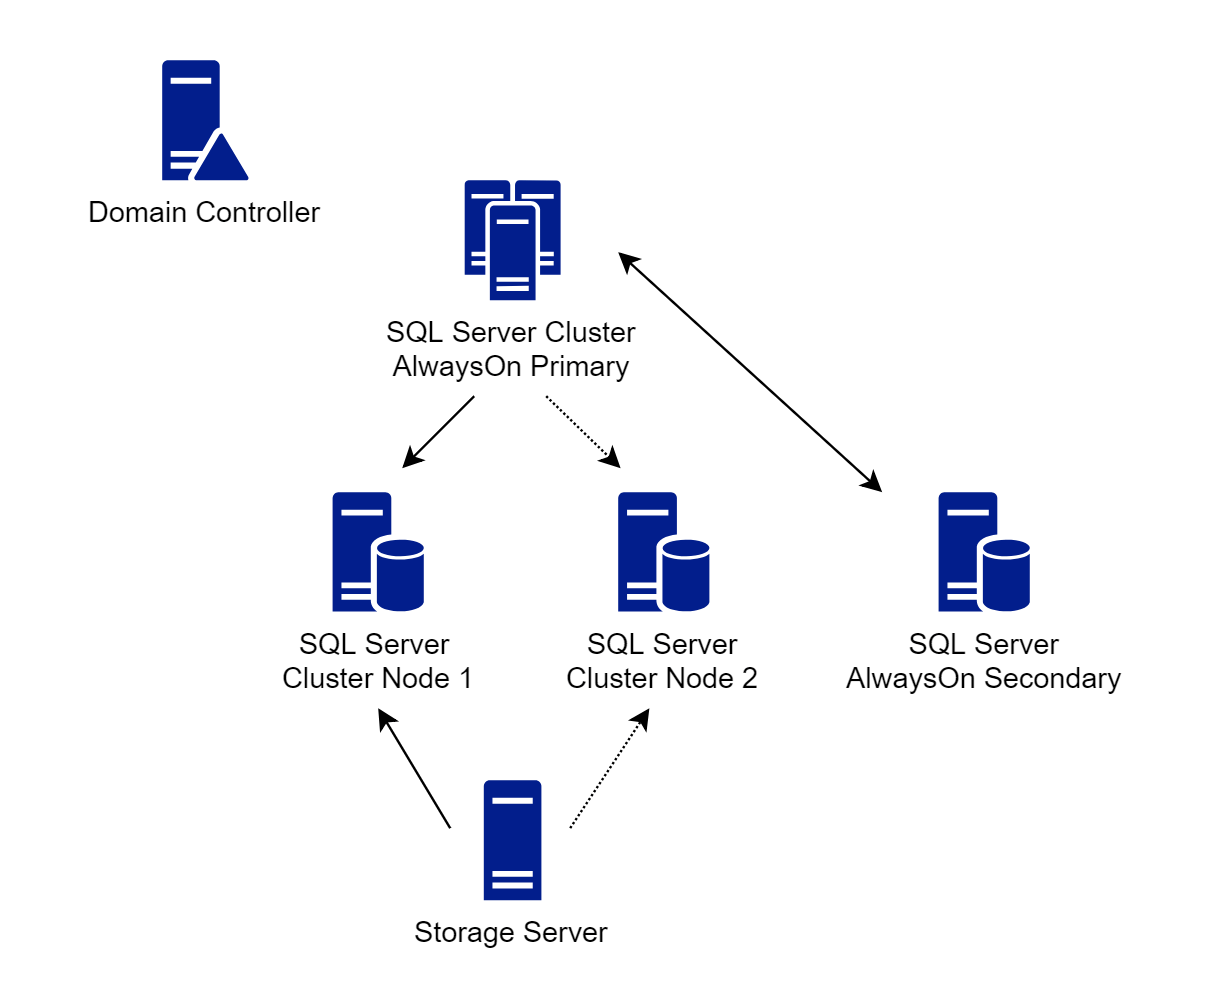 Domain Controller
SQL Server Cluster
AlwaysOn Primary
SQL Server
Cluster Node 1
SQL Server
Cluster Node 2
SQL Server
AlwaysOn Secondary
Storage Server